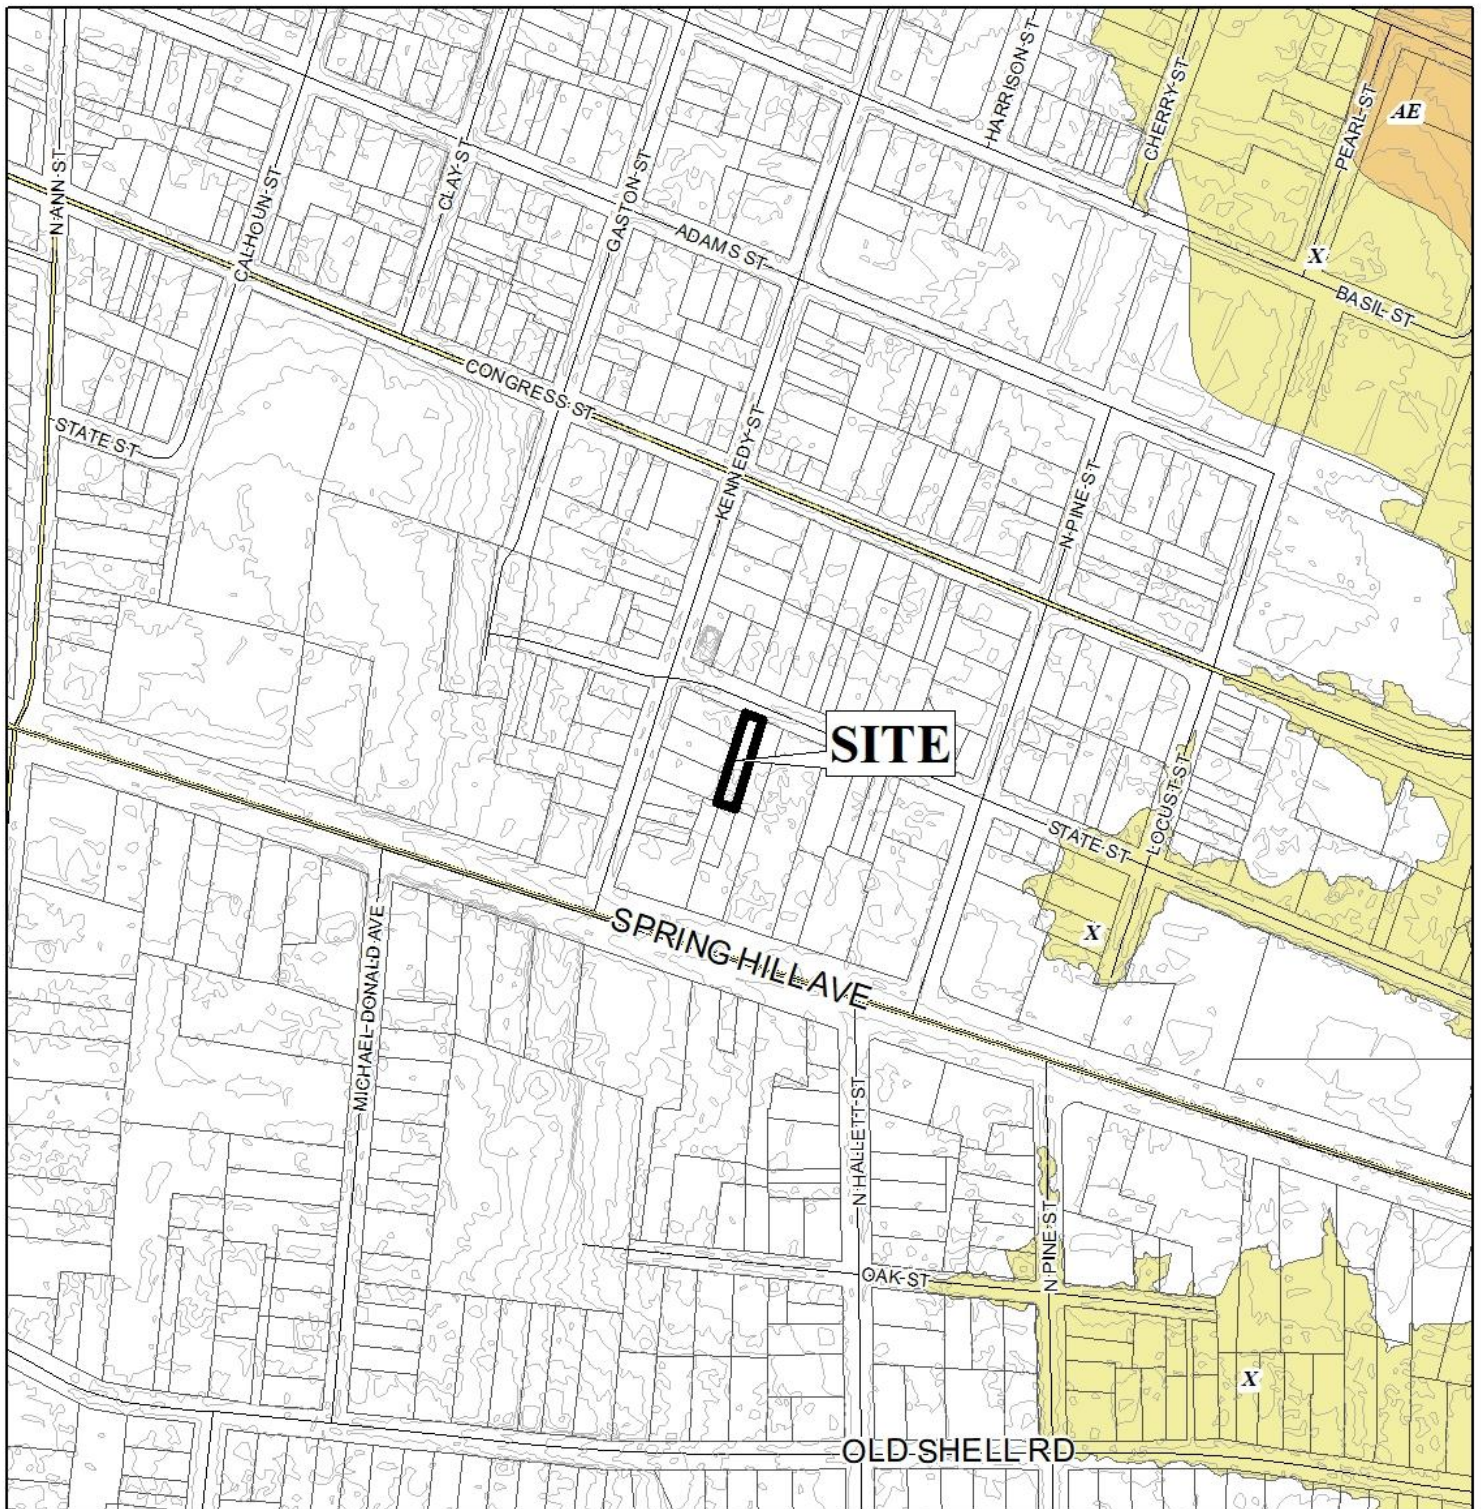 HARRISON ST
CHERRY ST
PEARL ST
AE
N ANN ST
CALHOUN ST
CLAY ST
GASTON ST
ADAMS ST
X
BASIL ST
CONGRESS ST
STATE ST
KENNEDY ST
N PINE ST
SITE
LOCUST ST
STATE ST
X
SPRING HILL AVE
MICHAEL DONALD AVE
N HALLETT ST
N PINE ST
OAK ST
X
OLD SHELL RD